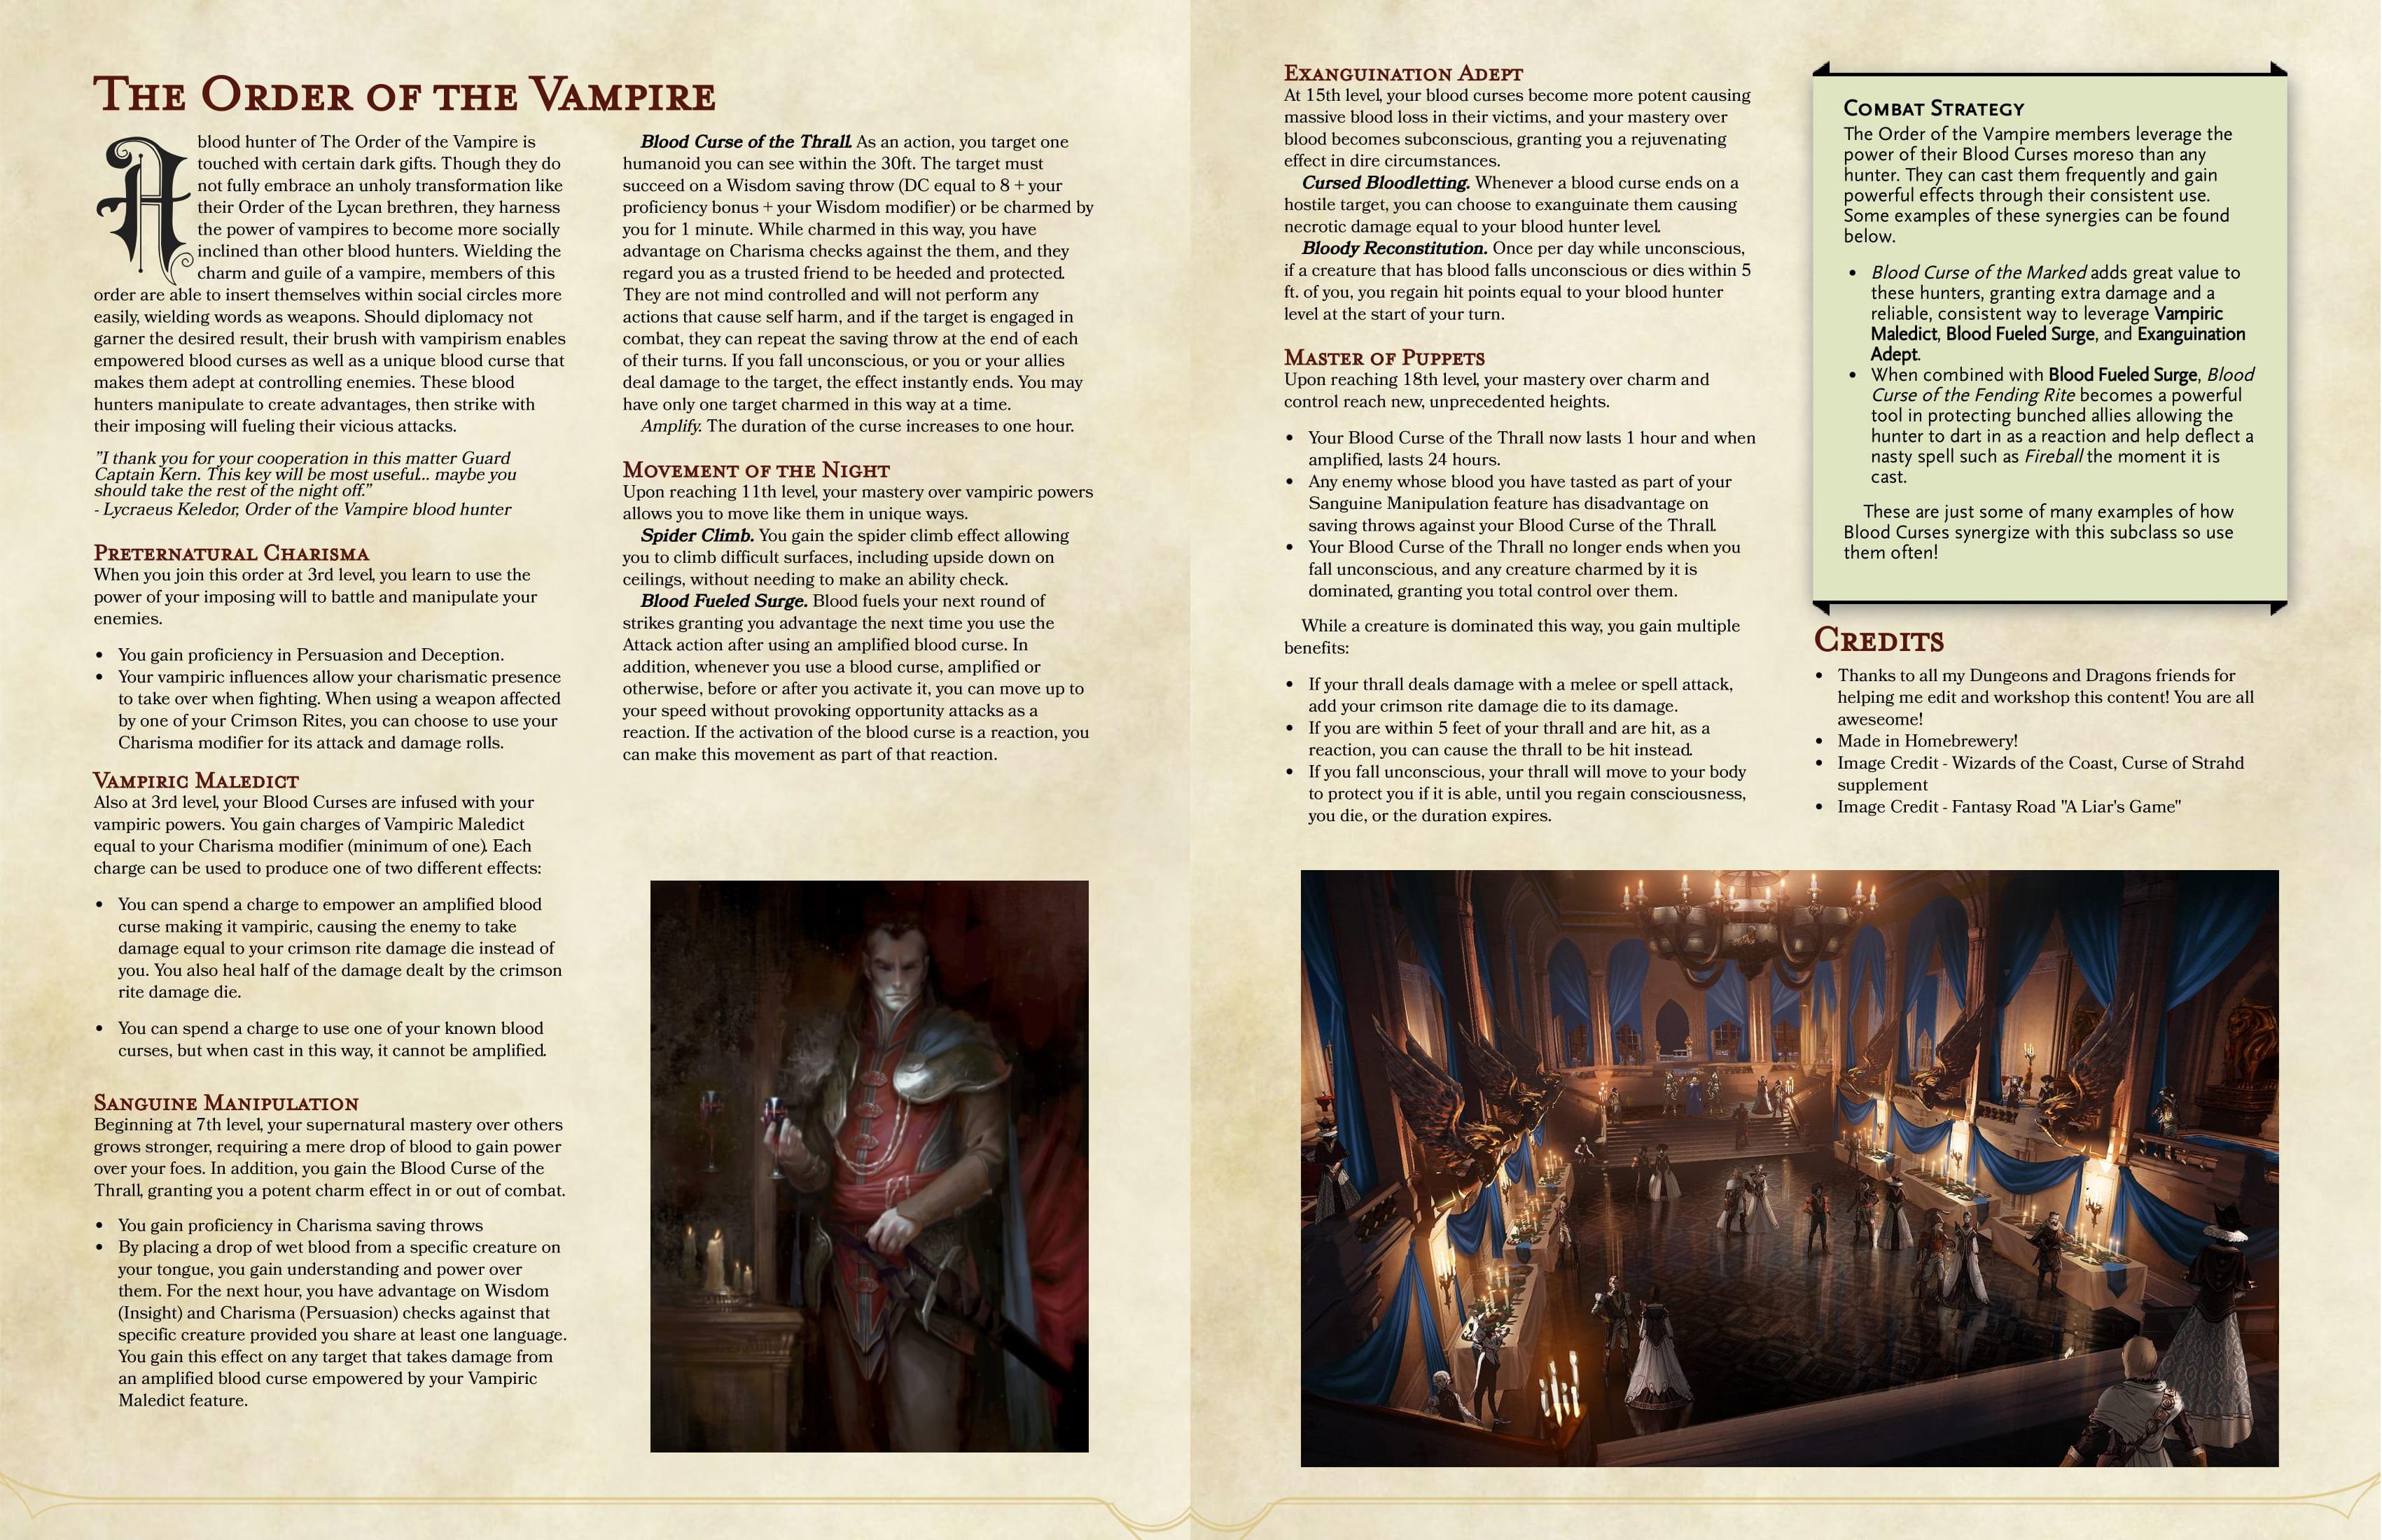 The Order of the Vampire
A blood hunter of The Order of the Vampire is
touched with certain dark gifts. Though they do
not fully embrace an unholy transformation like
their Order of the Lycan brethren, they harness
the power of vampires to become more socially
inclined than other blood hunters. Wielding the
charm and guile of a vampire, members of this
order are able to insert themselves within social circles more
easily, wielding words as weapons. Should diplomacy not
garner the desired result, their brush with vampirism enables
empowered blood curses as well as a unique blood curse that
makes them adept at controlling enemies. These blood
hunters manipulate to create advantages, then strike with
their imposing will fueling their vicious attacks.
"I thank you for your cooperation in this matter Guard
Captain Kern. This key will be most useful... maybe you
should take the rest of the night off."
- Lycraeus Keledor, Order of the Vampire blood hunter
Preternatural Charisma
When you join this order at 3rd level, you learn to use the
power of your imposing will to battle and manipulate your
enemies.
• You gain proficiency in Persuasion and Deception.
• Your vampiric influences allow your charismatic presence
to take over when fighting. When using a weapon affected
by one of your Crimson Rites, you can choose to use your
Charisma modifier for its attack and damage rolls.
Vampiric Maledict
Also at 3rd level, your Blood Curses are infused with your
vampiric powers. You gain charges of Vampiric Maledict
equal to your Charisma modifier (minimum of one). Each
charge can be used to produce one of two different effects:
• You can spend a charge to empower an amplified blood
curse making it vampiric, causing the enemy to take
damage equal to your crimson rite damage die instead of
you. You also heal half of the damage dealt by the crimson
rite damage die.
• You can spend a charge to use one of your known blood
curses, but when cast in this way, it cannot be amplified.
Sanguine Manipulation
Beginning at 7th level, your supernatural mastery over others
grows stronger, requiring a mere drop of blood to gain power
over your foes. In addition, you gain the Blood Curse of the
Thrall, granting you a potent charm effect in or out of combat.
• You gain proficiency in Charisma saving throws
• By placing a drop of wet blood from a specific creature on
your tongue, you gain understanding and power over
them. For the next hour, you have advantage on Wisdom
(Insight) and Charisma (Persuasion) checks against that
specific creature provided you share at least one language.
You gain this effect on any target that takes damage from
an amplified blood curse empowered by your Vampiric
Maledict feature.
Blood Curse of the Thrall. As an action, you target one
humanoid you can see within the 30ft. The target must
succeed on a Wisdom saving throw (DC equal to 8 + your
proficiency bonus + your Wisdom modifier) or be charmed by
you for 1 minute. While charmed in this way, you have
advantage on Charisma checks against the them, and they
regard you as a trusted friend to be heeded and protected.
They are not mind controlled and will not perform any
actions that cause self harm, and if the target is engaged in
combat, they can repeat the saving throw at the end of each
of their turns. If you fall unconscious, or you or your allies
deal damage to the target, the effect instantly ends. You may
have only one target charmed in this way at a time.
Amplify. The duration of the curse increases to one hour.
Movement of the Night
Upon reaching 11th level, your mastery over vampiric powers
allows you to move like them in unique ways.
Spider Climb. You gain the spider climb effect allowing
you to climb difficult surfaces, including upside down on
ceilings, without needing to make an ability check.
Blood Fueled Surge. Blood fuels your next round of
strikes granting you advantage the next time you use the
Attack action after using an amplified blood curse. In
addition, whenever you use a blood curse, amplified or
otherwise, before or after you activate it, you can move up to
your speed without provoking opportunity attacks as a
reaction. If the activation of the blood curse is a reaction, you
can make this movement as part of that reaction.
Exanguination Adept
At 15th level, your blood curses become more potent causing
massive blood loss in their victims, and your mastery over
blood becomes subconscious, granting you a rejuvenating
effect in dire circumstances.
Cursed Bloodletting. Whenever a blood curse ends on a
hostile target, you can choose to exanguinate them causing
necrotic damage equal to your blood hunter level.
Bloody Reconstitution. Once per day while unconscious,
if a creature that has blood falls unconscious or dies within 5
ft. of you, you regain hit points equal to your blood hunter
level at the start of your turn.
Master of Puppets
Upon reaching 18th level, your mastery over charm and
control reach new, unprecedented heights.
• Your Blood Curse of the Thrall now lasts 1 hour and when
amplified, lasts 24 hours.
• Any enemy whose blood you have tasted as part of your
Sanguine Manipulation feature has disadvantage on
saving throws against your Blood Curse of the Thrall.
• Your Blood Curse of the Thrall no longer ends when you
fall unconscious, and any creature charmed by it is
dominated, granting you total control over them.
While a creature is dominated this way, you gain multiple
benefits:
• If your thrall deals damage with a melee or spell attack,
add your crimson rite damage die to its damage.
• If you are within 5 feet of your thrall and are hit, as a
reaction, you can cause the thrall to be hit instead.
• If you fall unconscious, your thrall will move to your body
to protect you if it is able, until you regain consciousness,
you die, or the duration expires.
Combat Strategy
The Order of the Vampire members leverage the
power of their Blood Curses moreso than any
hunter. They can cast them frequently and gain
powerful effects through their consistent use.
Some examples of these synergies can be found
below.
• Blood Curse of the Marked adds great value to
these hunters, granting extra damage and a
reliable, consistent way to leverage Vampiric
Maledict, Blood Fueled Surge, and Exanguination
Adept.
• When combined with Blood Fueled Surge, Blood
Curse of the Fending Rite becomes a powerful
tool in protecting bunched allies allowing the
hunter to dart in as a reaction and help deflect a
nasty spell such as Fireball the moment it is
cast.
These are just some of many examples of how
Blood Curses synergize with this subclass so use
them often!
Credits
• Thanks to all my Dungeons and Dragons friends for
helping me edit and workshop this content! You are all
aweseome!
• Made in Homebrewery!
• Image Credit - Wizards of the Coast, Curse of Strahd
supplement
• Image Credit - Fantasy Road "A Liar's Game"